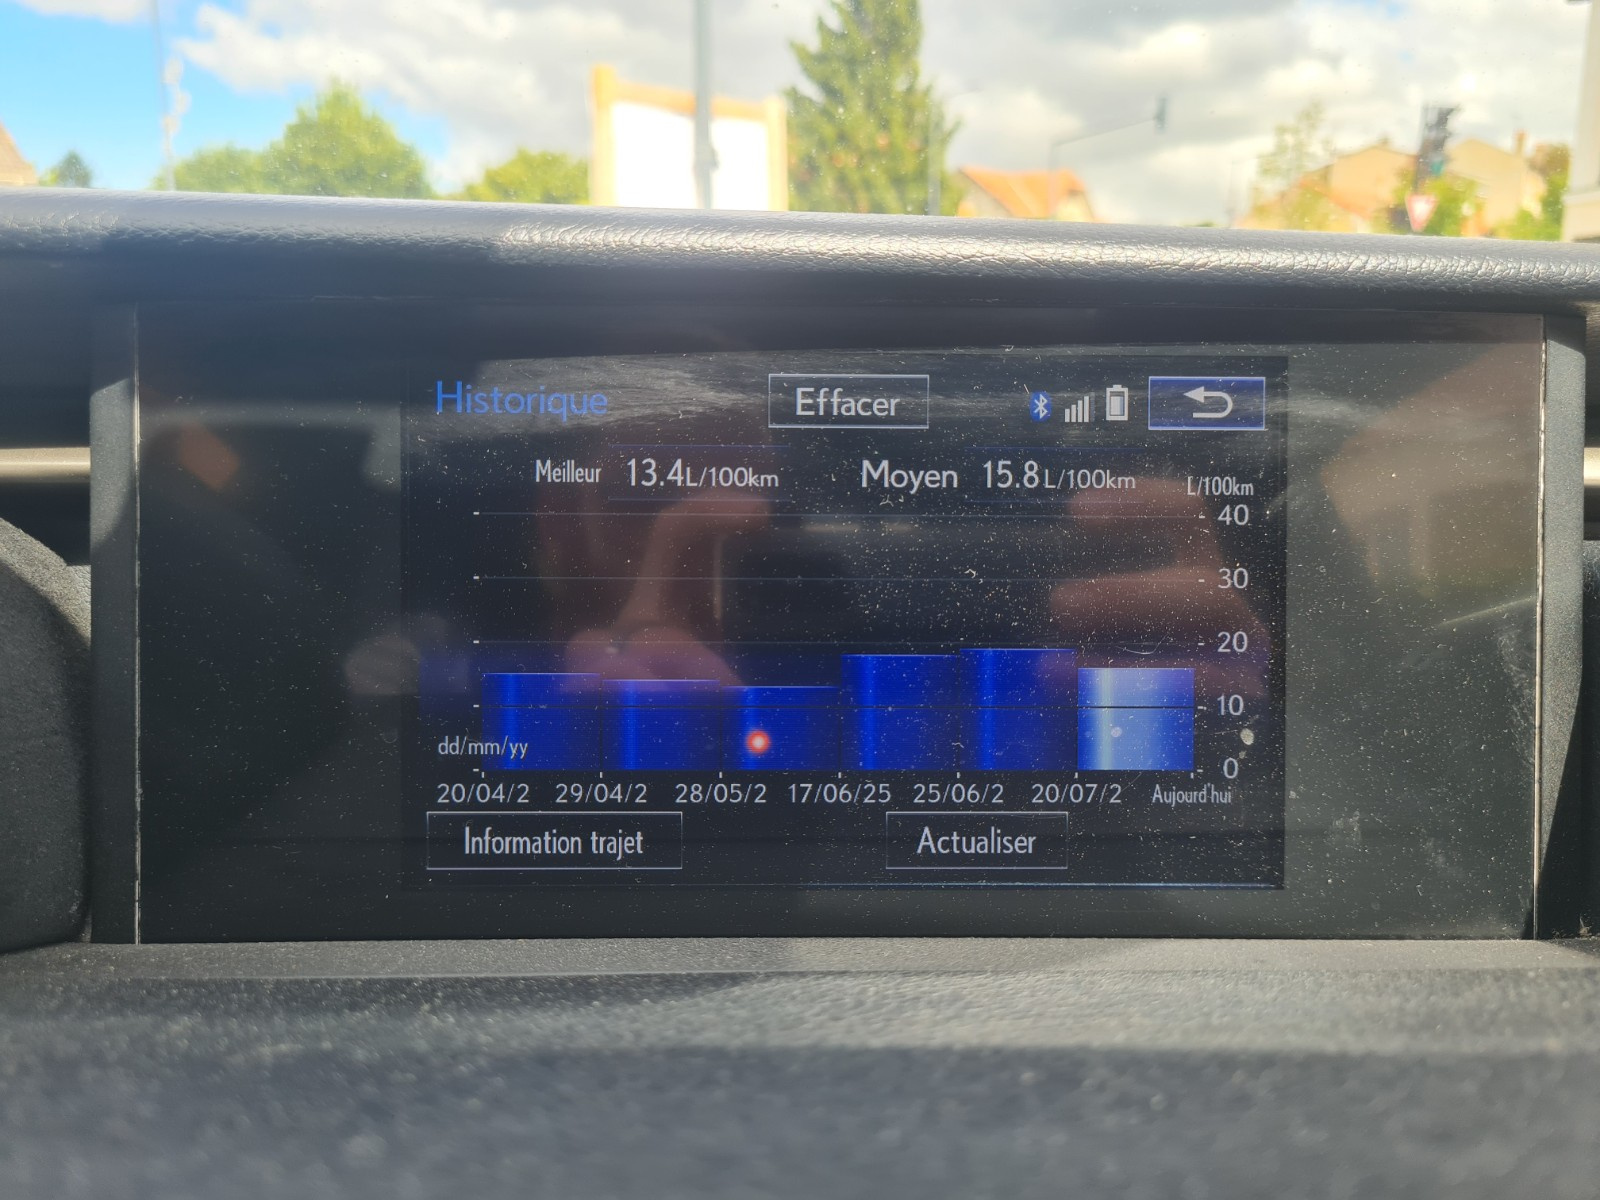 Historique Effacer
Meilleur 13.4L/100km Moyen 15.8L/100km L/100km
40
30
20
10
dd/mm/yy
0
20/04/2 29/04/2 28/05/2 17/06/25 25/06/2 20/07/2 Aujourd'hui
Information trajet Actualiser